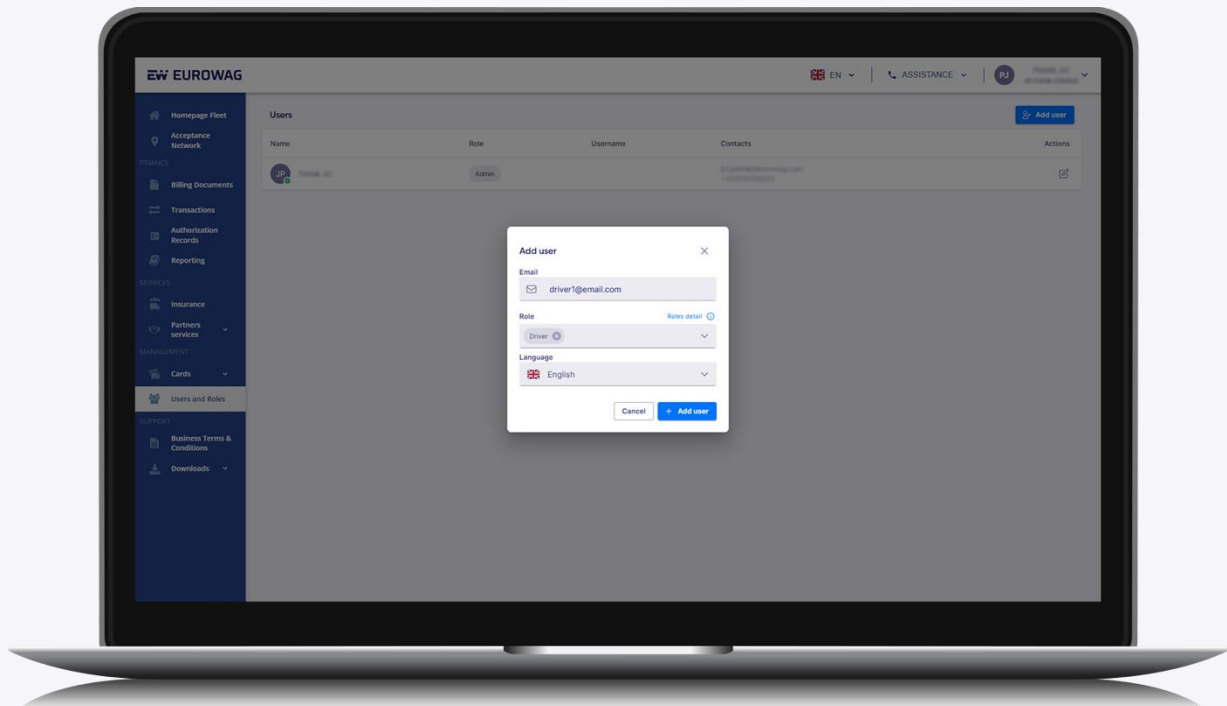 EW EUROWAG
EN
ASSISTANCE
PJ
Homepage Fleet
Acceptance
Network
FINANCE
Billing Documents
Transactions
Authorization
Records
Reporting
SERVICES
Insurance
Partners
services
MANAGEMENT
Cards
Users and Roles
SUPPORT
Business Terms &
Conditions
Downloads
Users
Add user
Name Role Username Contacts Actions
JP
Admin
Add user
Email
driver1@email.com
Role Roles detail
Driver
Language
English
Cancel + Add user